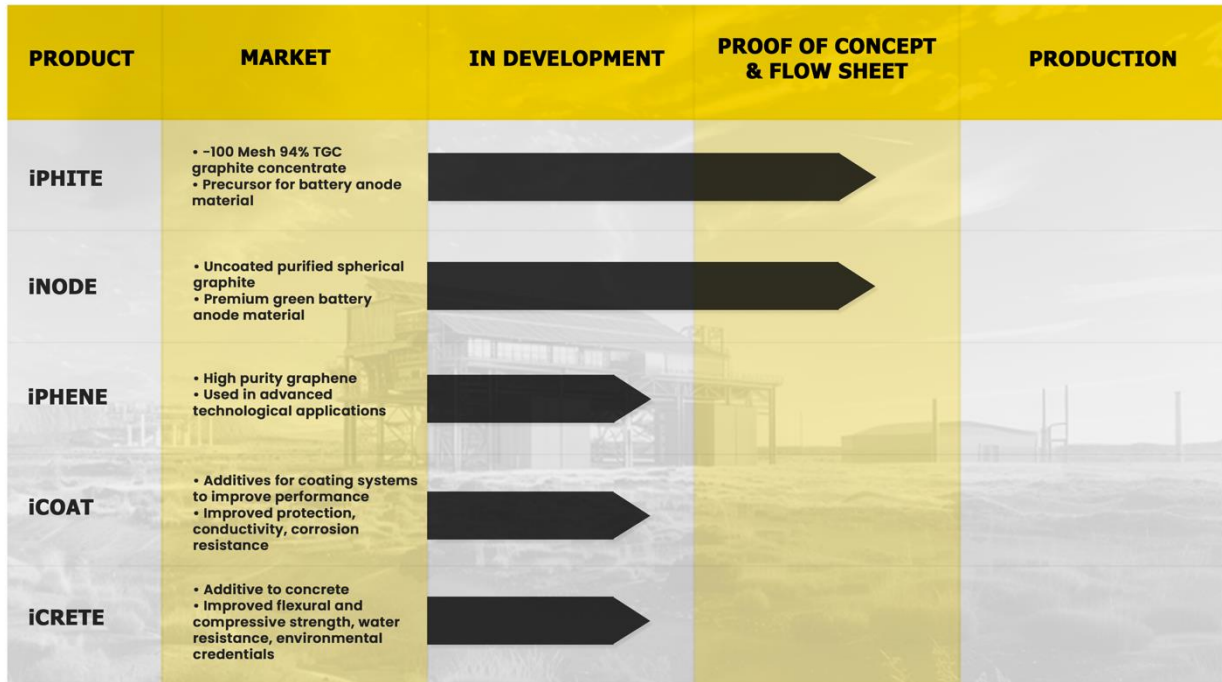 PRODUCT
MARKET
IN DEVELOPMENT
PROOF OF CONCEPT
& FLOW SHEET
PRODUCTION
iPHITE
• -100 Mesh 94% TGC
graphite concentrate
• Precursor for battery anode
material
iNODE
• Uncoated purified spherical
graphite
• Premium green battery
anode material
iPHENE
• High purity graphene
• Used in advanced
technological applications
iCOAT
• Additives for coating systems
to improve performance
• Improved protection,
conductivity, corrosion
resistance
iCRETE
• Additive to concrete
• Improved flexural and
compressive strength, water
resistance, environmental
credentials